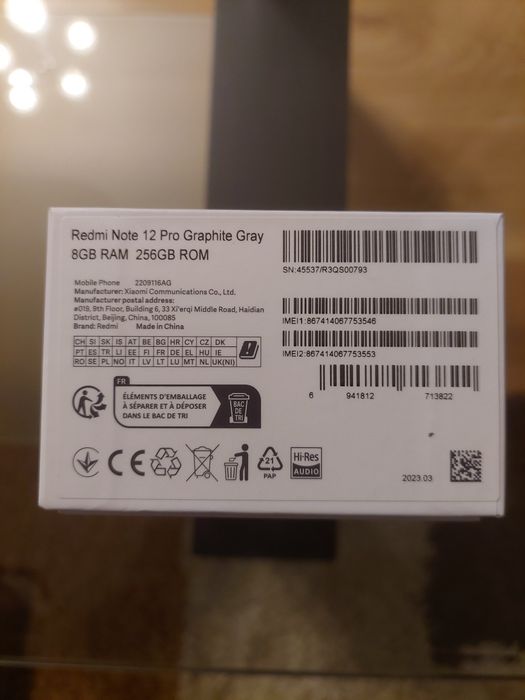 Redmi Note 12 Pro Graphite Gray
8GB RAM 256GB ROM
Mobile Phone 2209116AG
Manufacturer: Xiaomi Communications Co., Ltd.
Manufacturer postal address:
#019, 9th Floor, Building 6, 33 Xi'erqi Middle Road, Haidian
District, Beijing, China, 100085
Brand: Redmi Made in China
CH SI SK IS AT BE BG HR CY CZ DK
PT ES TR LI EE FI FR DE EL HU IE
RO SE PL NO IT LV LT LU MT NL UK(NI)
FR
ÉLÉMENTS D'EMBALLAGE
À SÉPARER ET À DÉPOSER
DANS LE BAC DE TRI
BAC
DE
TRI
CE
21
PAP
Hi-Res
AUDIO
SN:45537/R3QS00793
IMEI1:867414067753546
IMEI2:867414067753553
6 941812 713822
2023.03